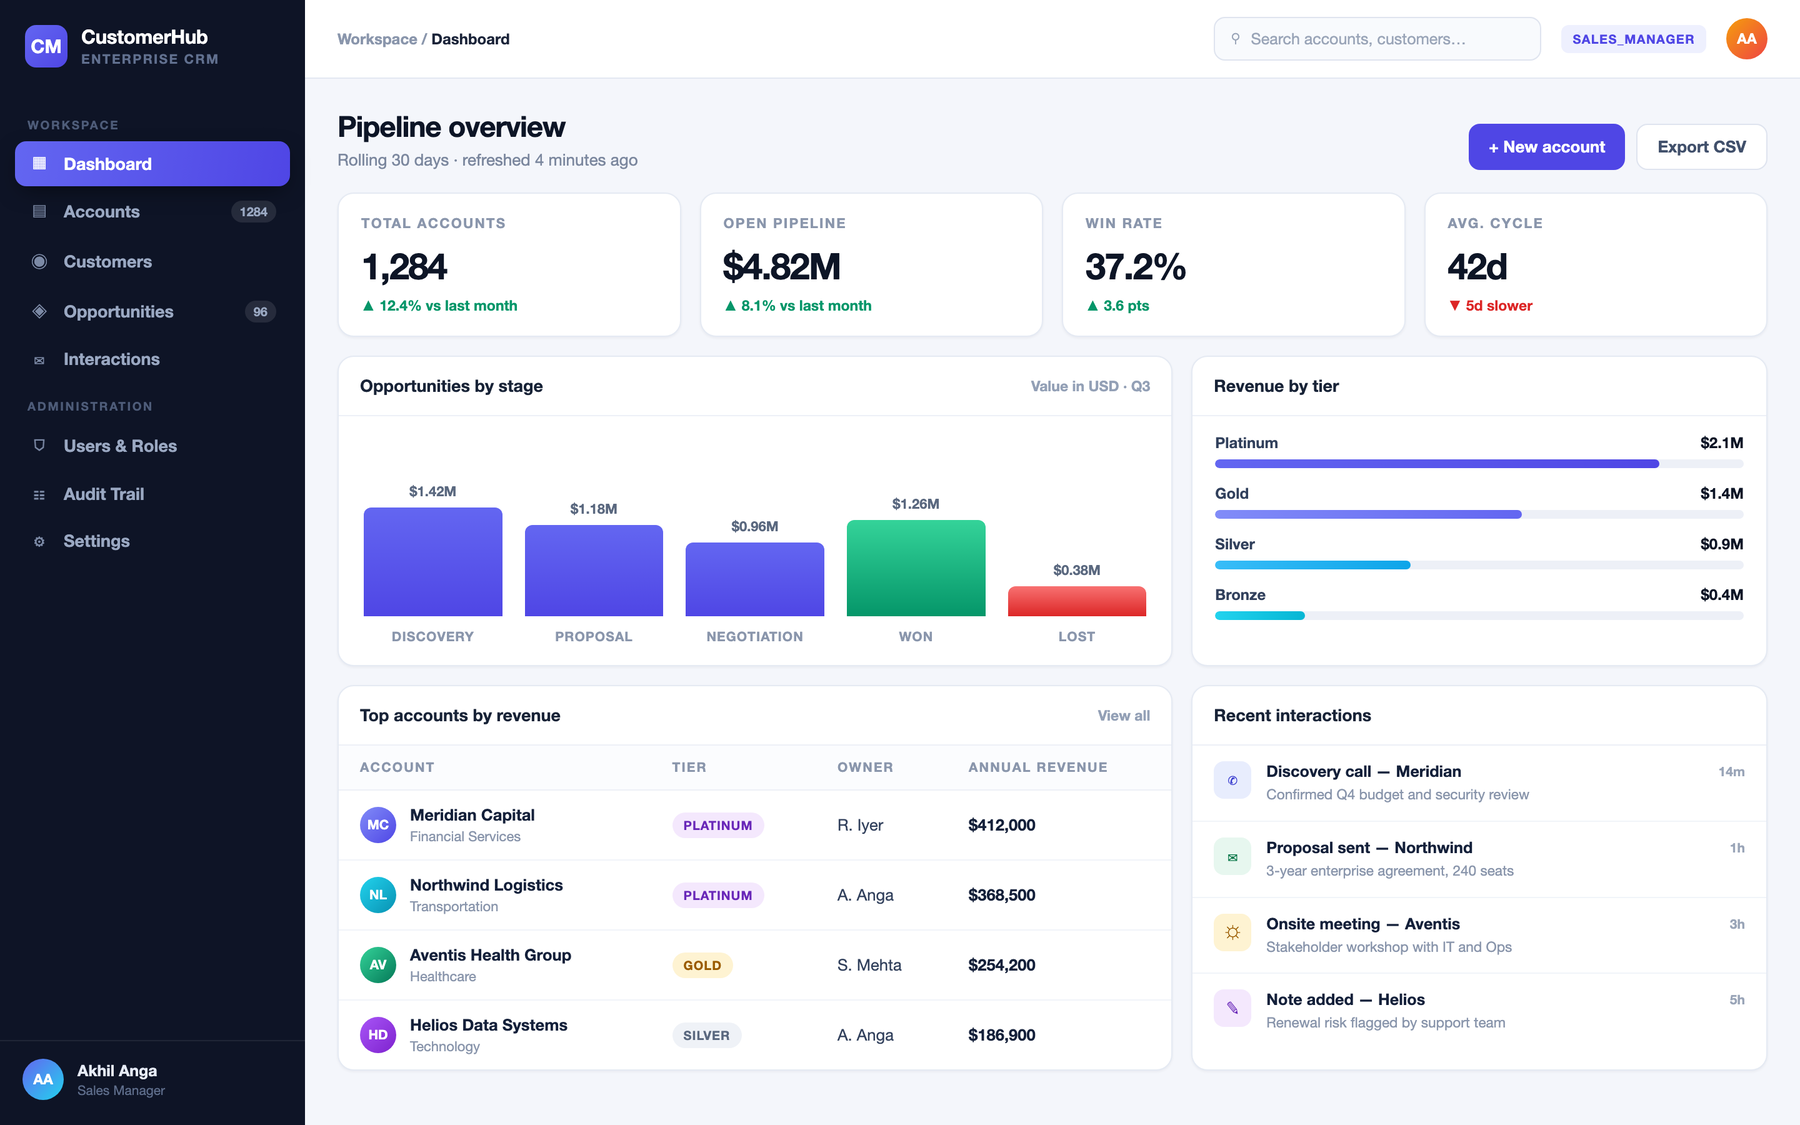 CM
CustomerHub
ENTERPRISE CRM
WORKSPACE
Dashboard
Accounts 1284
Customers
Opportunities 96
Interactions
ADMINISTRATION
Users & Roles
Audit Trail
Settings
AA
Akhil Anga
Sales Manager
Workspace / Dashboard
Search accounts, customers…
SALES_MANAGER
AA
Pipeline overview
Rolling 30 days · refreshed 4 minutes ago
+ New account
Export CSV
TOTAL ACCOUNTS
1,284
▲ 12.4% vs last month
OPEN PIPELINE
$4.82M
▲ 8.1% vs last month
WIN RATE
37.2%
▲ 3.6 pts
AVG. CYCLE
42d
▼ 5d slower
Opportunities by stage
Value in USD · Q3
$1.42M
$1.18M
$0.96M
$1.26M
$0.38M
DISCOVERY
PROPOSAL
NEGOTIATION
WON
LOST
Revenue by tier
Platinum $2.1M
Gold $1.4M
Silver $0.9M
Bronze $0.4M
Top accounts by revenue
View all
ACCOUNT TIER OWNER ANNUAL REVENUE
MC Meridian Capital PLATINUM R. Iyer $412,000
Financial Services
NL Northwind Logistics PLATINUM A. Anga $368,500
Transportation
AV Aventis Health Group GOLD S. Mehta $254,200
Healthcare
HD Helios Data Systems SILVER A. Anga $186,900
Technology
Recent interactions
Discovery call — Meridian 14m
Confirmed Q4 budget and security review
Proposal sent — Northwind 1h
3-year enterprise agreement, 240 seats
Onsite meeting — Aventis 3h
Stakeholder workshop with IT and Ops
Note added — Helios 5h
Renewal risk flagged by support team